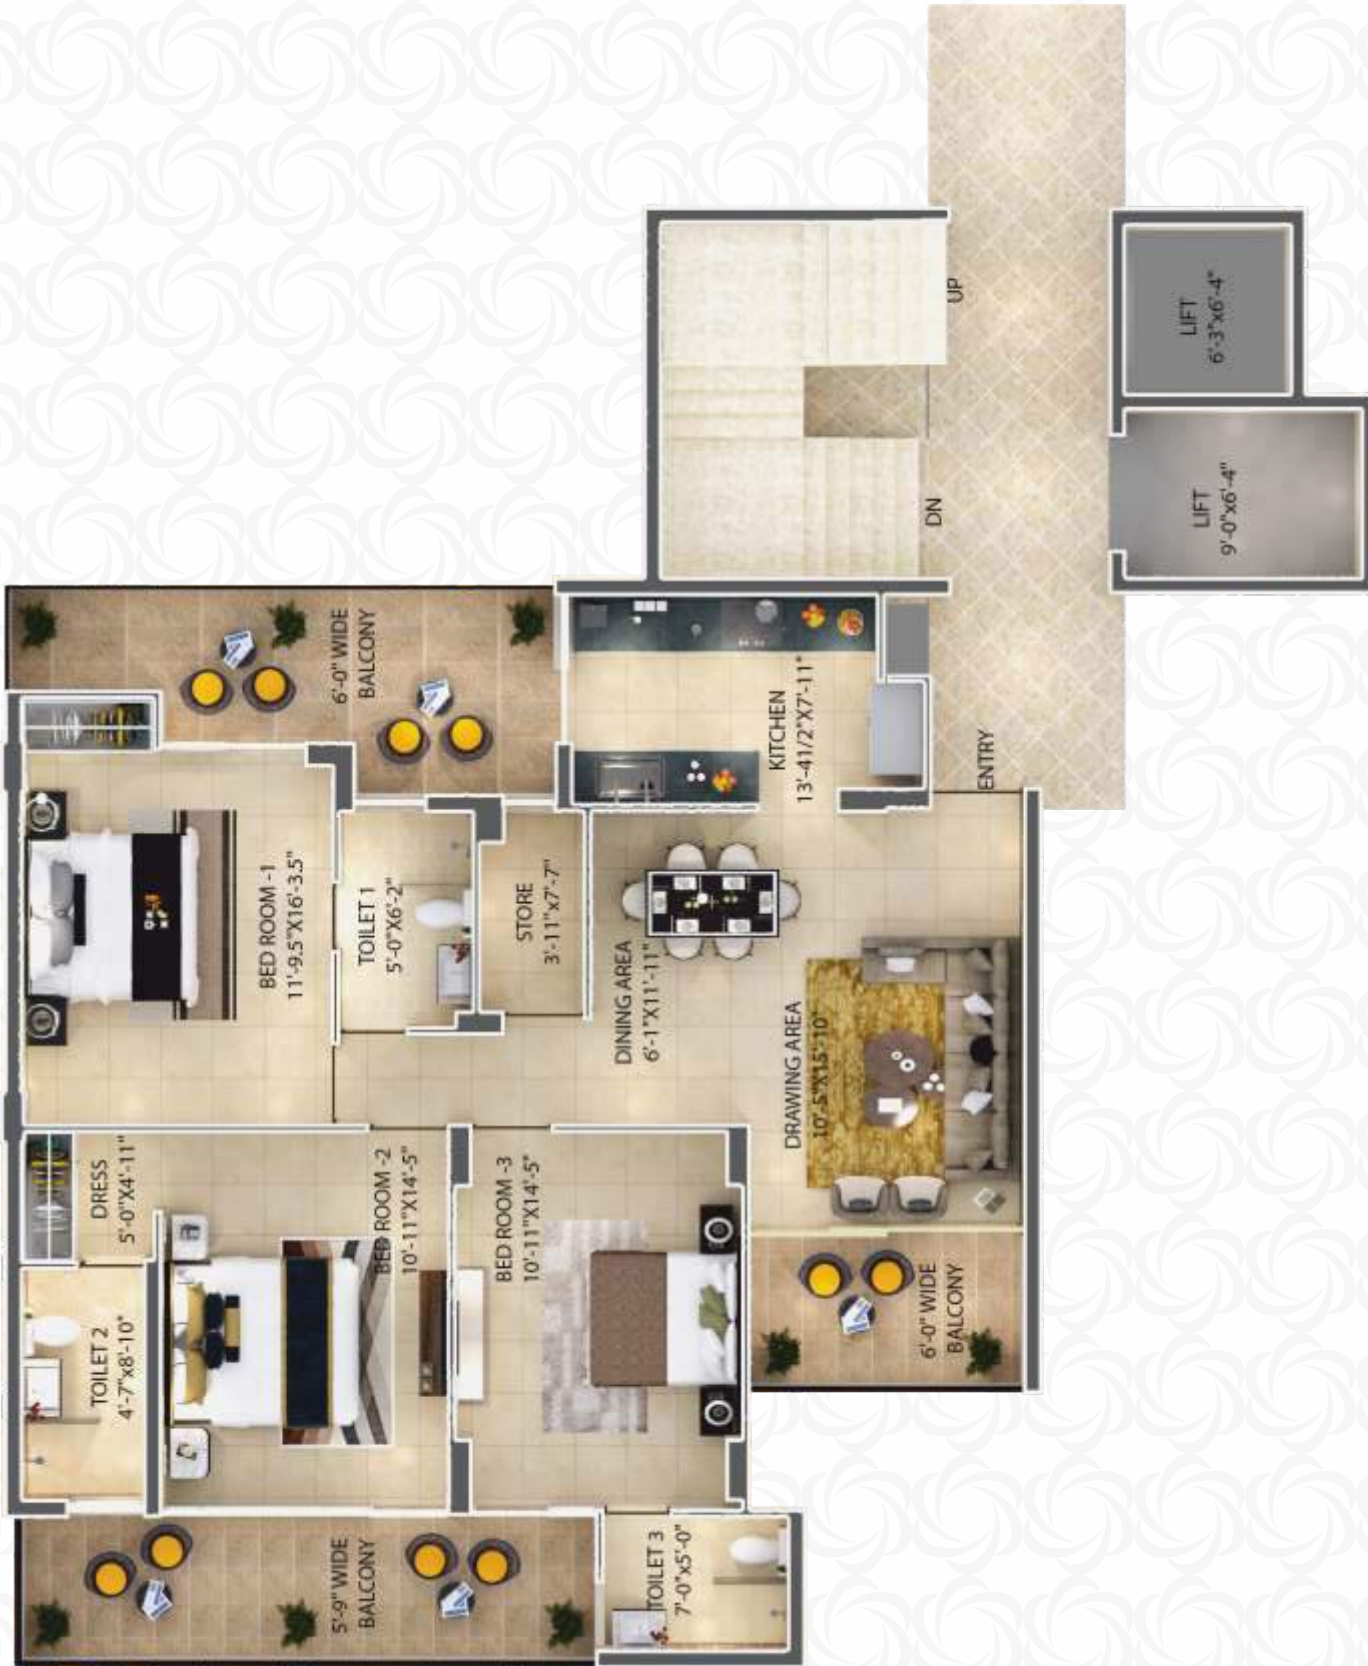 6'-0" WIDE
BALCONY
BED ROOM -1
11'-9.5"X16'-3.5"
TOILET 1
5'-0"X6'-2"
STORE
3'-11"x7'-7"
KITCHEN
13'-41/2"X7'-11"
UP
DN
LIFT
6'-3"x6'-4"
LIFT
9'-0"x6'-4"
ENTRY
DINING AREA
6'-1"X11'-11"
DRAWING AREA
10'-5"X15'-10"
DRESS
5'-0"X4'-11"
TOILET 2
4'-7"x8'-10"
BED ROOM -2
10'-11"X14'-5"
BED ROOM -3
10'-11"X14'-5"
6'-0" WIDE
BALCONY
5'-9" WIDE
BALCONY
TOILET 3
7'-0"x5'-0"